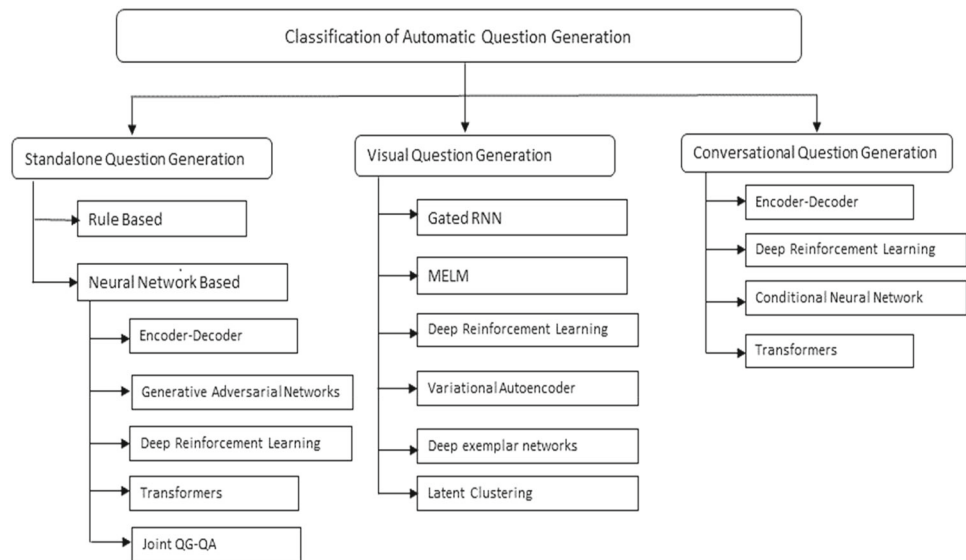 Classification of Automatic Question Generation
Standalone Question Generation
Rule Based
Neural Network Based
Encoder-Decoder
Generative Adversarial Networks
Deep Reinforcement Learning
Transformers
Joint QG-QA
Visual Question Generation
Gated RNN
MELM
Deep Reinforcement Learning
Variational Autoencoder
Deep exemplar networks
Latent Clustering
Conversational Question Generation
Encoder-Decoder
Deep Reinforcement Learning
Conditional Neural Network
Transformers